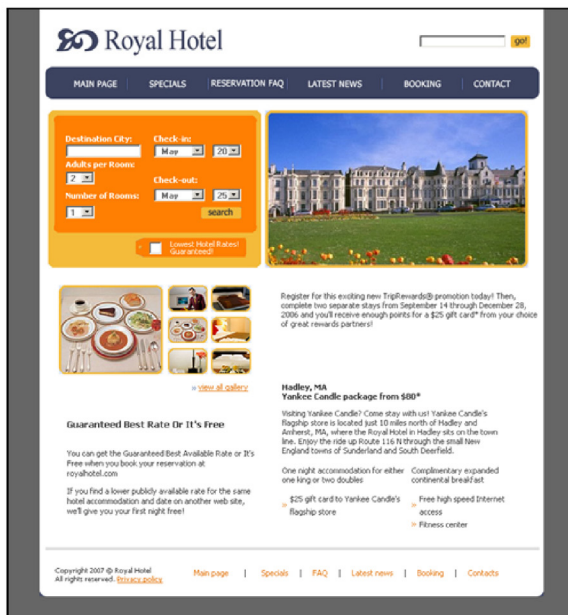 Royal Hotel
go!
MAIN PAGE SPECIALS RESERVATION FAQ LATEST NEWS BOOKING CONTACT
Destination City: Check-in:
May 20
Adults per Room:
2 Check-out:
Number of Rooms: May 25
1 search
Lowest Hotel Rates!
Guaranteed!
Register for this exciting new TripRewards® promotion today! Then,
complete two separate stays from September 14 through December 28,
2006 and you'll receive enough points for a $25 gift card* from your choice
of great rewards partners!
view all gallery
Guaranteed Best Rate Or It's Free
You can get the Guaranteed Best Available Rate or It's
Free when you book your reservation at
royalhotel.com
If you find a lower publicly available rate for the same
hotel accommodation and date on another web site,
we'll give you your first night free!
Hadley, MA
Yankee Candle package from $80*
Visiting Yankee Candle? Come stay with us! Yankee Candle's
flagship store is located just 10 miles north of Hadley and
Amherst, MA, where the Royal Hotel in Hadley sits on the town
line. Enjoy the ride up Route 116 N through the small New
England towns of Sunderland and South Deerfield.
One night accommodation for either
one king or two doubles
» $25 gift card to Yankee Candle's
flagship store
Complimentary expanded
continental breakfast
» Free high speed Internet
access
» Fitness center
Copyright 2007 @ Royal Hotel
All rights reserved. Privacy policy
Main page | Specials | FAQ | Latest news | Booking | Contacts